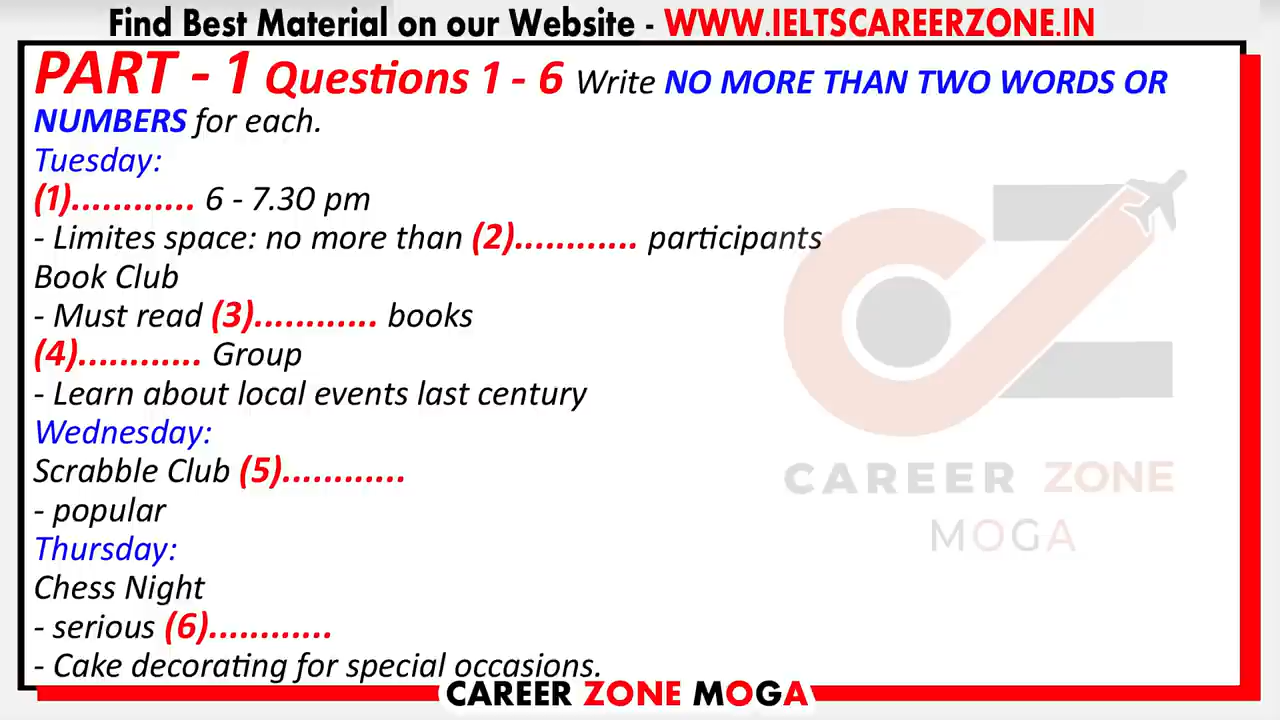 Find Best Material on our Website - WWW.IELTSCAREERZONE.IN
PART - 1 Questions 1 - 6 Write NO MORE THAN TWO WORDS OR
NUMBERS for each.
Tuesday:
(1)............ 6 - 7.30 pm
- Limites space: no more than (2)............ participants
Book Club
- Must read (3)............ books
(4)............ Group
- Learn about local events last century
Wednesday:
Scrabble Club (5)............
- popular
Thursday:
Chess Night
- serious (6)............
- Cake decorating for special occasions.
CAREER ZONE
MOGA
CAREER ZONE MOGA